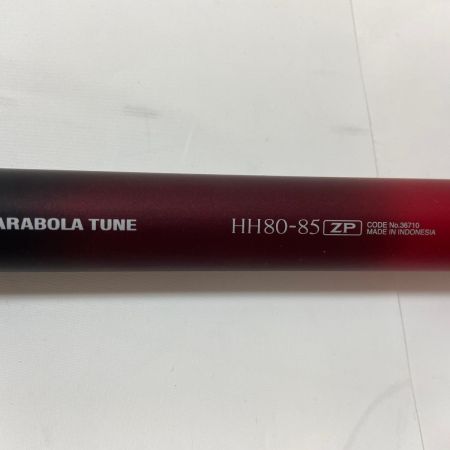 ARABOLA TUNE
HH80-85 ZP
CODE No.36710
MADE IN INDONESIA